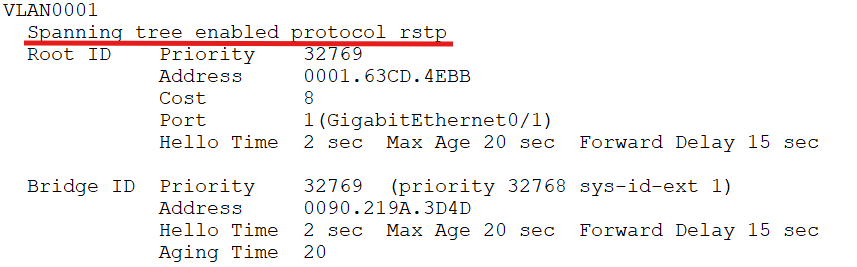 VLAN0001
Spanning tree enabled protocol rstp
Root ID Priority 32769
Address 0001.63CD.4EBB
Cost 8
Port 1(GigabitEthernet0/1)
Hello Time 2 sec Max Age 20 sec Forward Delay 15 sec
Bridge ID Priority 32769 (priority 32768 sys-id-ext 1)
Address 0090.219A.3D4D
Hello Time 2 sec Max Age 20 sec Forward Delay 15 sec
Aging Time 20